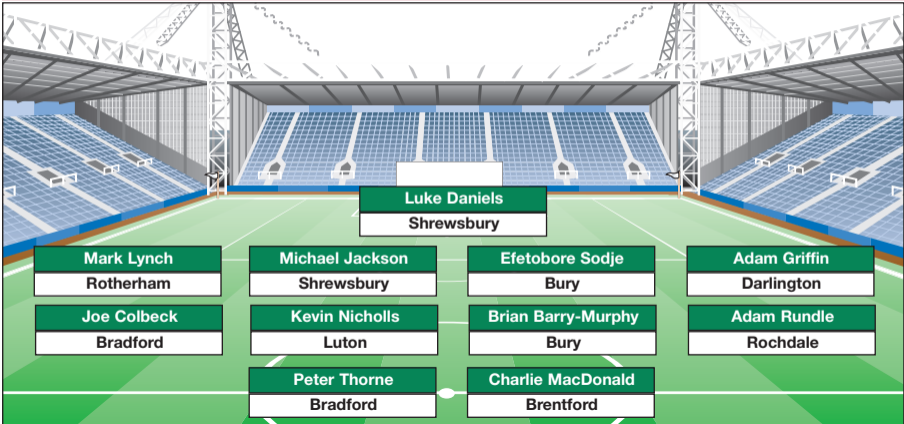 Luke Daniels
Shrewsbury
Mark Lynch
Rotherham
Michael Jackson
Shrewsbury
Efetobore Sodje
Bury
Adam Griffin
Darlington
Joe Colbeck
Bradford
Kevin Nicholls
Luton
Brian Barry-Murphy
Bury
Adam Rundle
Rochdale
Peter Thorne
Bradford
Charlie MacDonald
Brentford